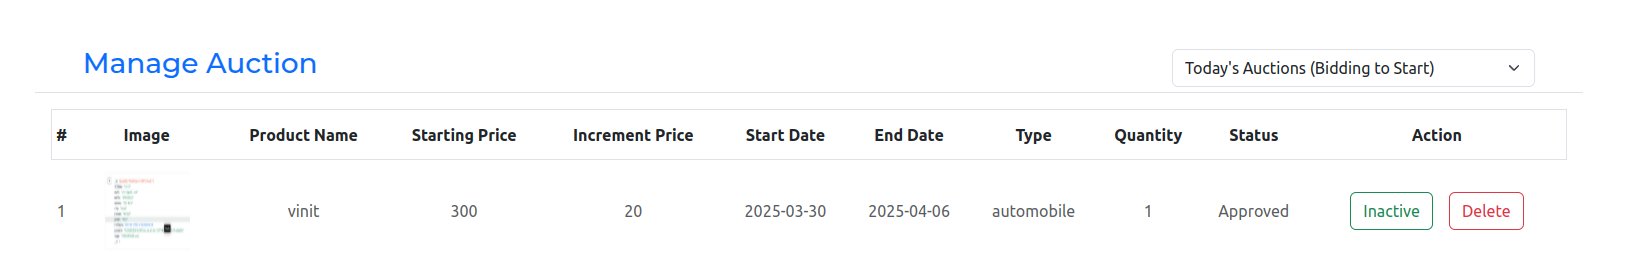 Manage Auction
Today's Auctions (Bidding to Start)
# Image Product Name Starting Price Increment Price Start Date End Date Type Quantity Status Action
1 vinit 300 20 2025-03-30 2025-04-06 automobile 1 Approved Inactive Delete